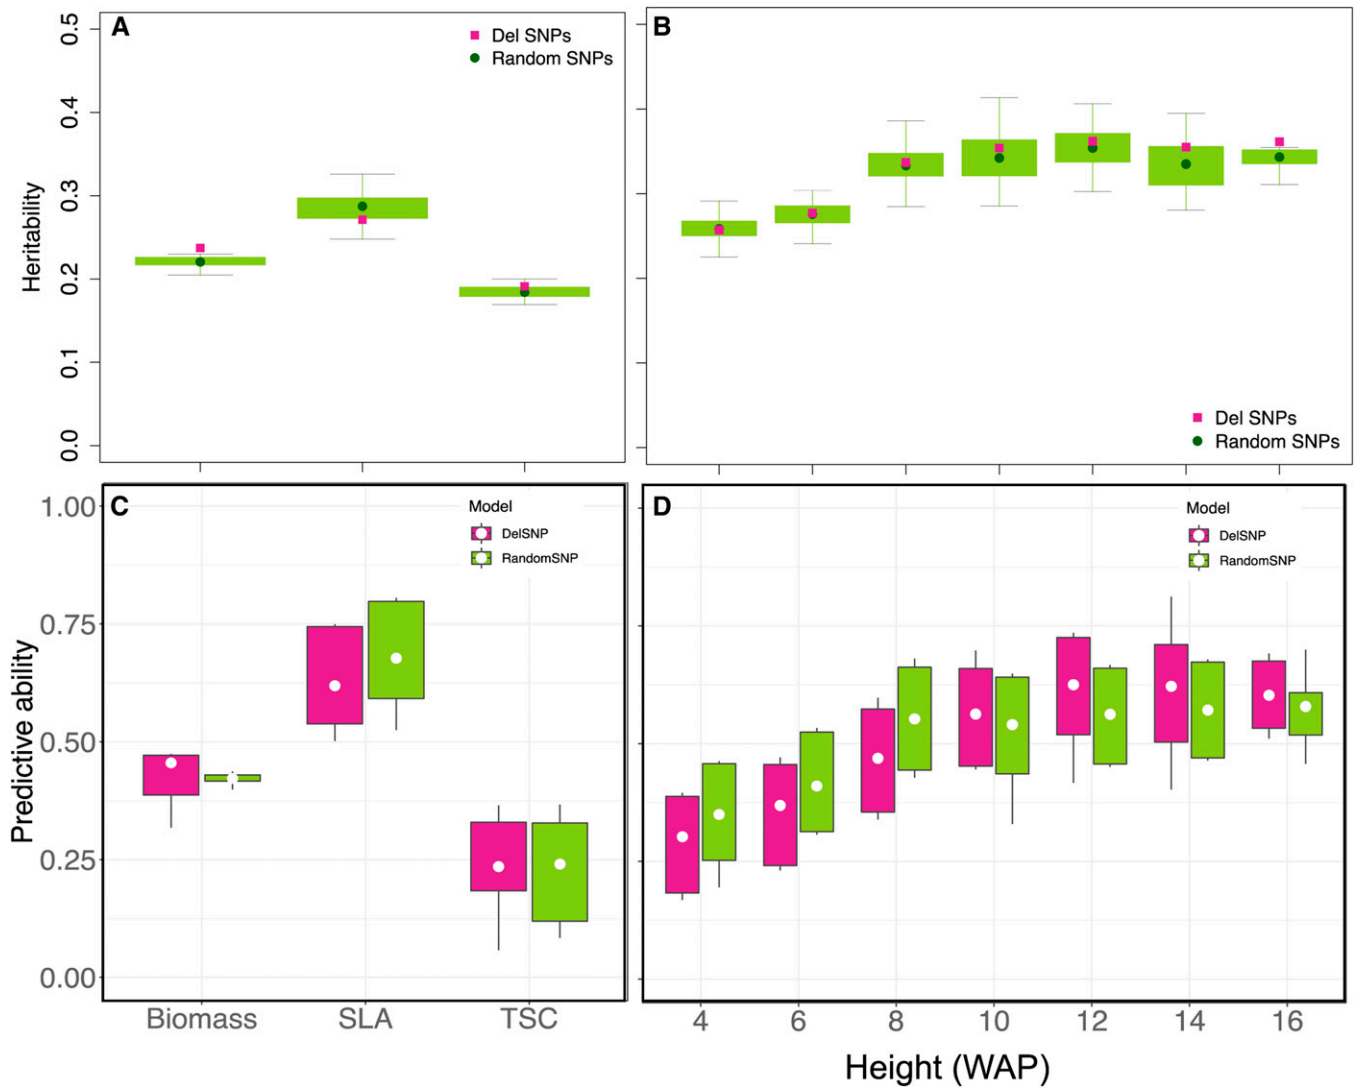 A
Del SNPs
Random SNPs
0.5
0.4
0.3
0.2
0.1
0.0
Heritability
B
Del SNPs
Random SNPs
C
Model
DelSNP
RandomSNP
1.00
0.75
0.50
0.25
0.00
Predictive ability
Biomass SLA TSC
D
Model
DelSNP
RandomSNP
4 6 8 10 12 14 16
Height (WAP)